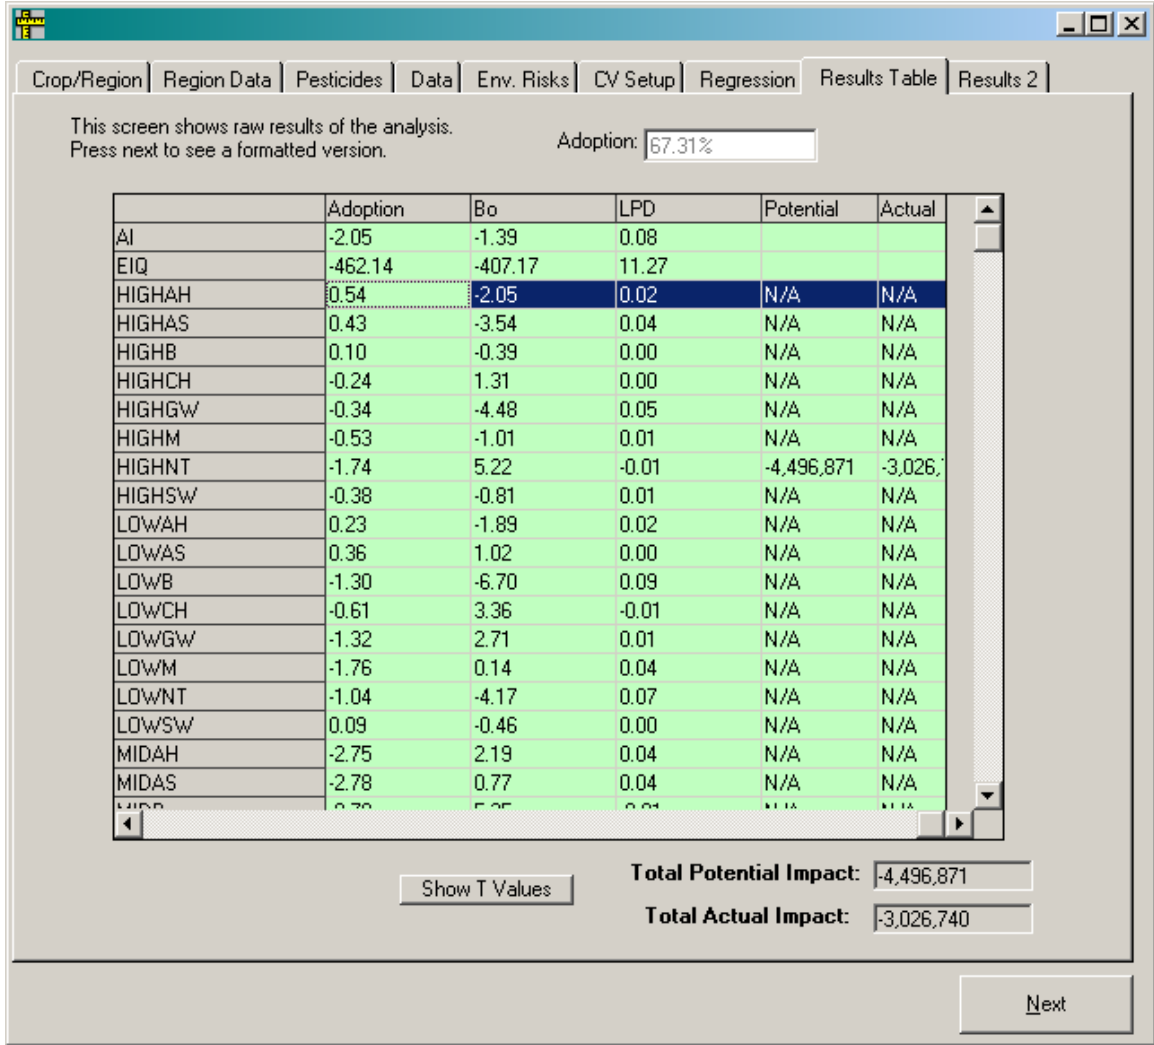 Crop/Region Region Data Pesticides Data Env. Risks CV Setup Regression Results Table Results 2
This screen shows raw results of the analysis.
Press next to see a formatted version.
Adoption: 67.31%
Adoption Bo LPD Potential Actual
AI -2.05 -1.39 0.08
EIQ -462.14 -407.17 11.27
HIGHAH 0.54 -2.05 0.02 N/A N/A
HIGHAS 0.43 -3.54 0.04 N/A N/A
HIGHB 0.10 -0.39 0.00 N/A N/A
HIGHCH -0.24 1.31 0.00 N/A N/A
HIGHGW -0.34 -4.48 0.05 N/A N/A
HIGHM -0.53 -1.01 0.01 N/A N/A
HIGHNT -1.74 5.22 -0.01 -4,496,871 -3,026,
HIGHSW -0.38 -0.81 0.01 N/A N/A
LOWAH 0.23 -1.89 0.02 N/A N/A
LOWAS 0.36 1.02 0.00 N/A N/A
LOWB -1.30 -6.70 0.09 N/A N/A
LOWCH -0.61 3.36 -0.01 N/A N/A
LOWGW -1.32 2.71 0.01 N/A N/A
LOWM -1.76 0.14 0.04 N/A N/A
LOWNT -1.04 -4.17 0.07 N/A N/A
LOWSW 0.09 -0.46 0.00 N/A N/A
MIDAH -2.75 2.19 0.04 N/A N/A
MIDAS -2.78 0.77 0.04 N/A N/A
Show T Values
Total Potential Impact: -4,496,871
Total Actual Impact: -3,026,740
Next